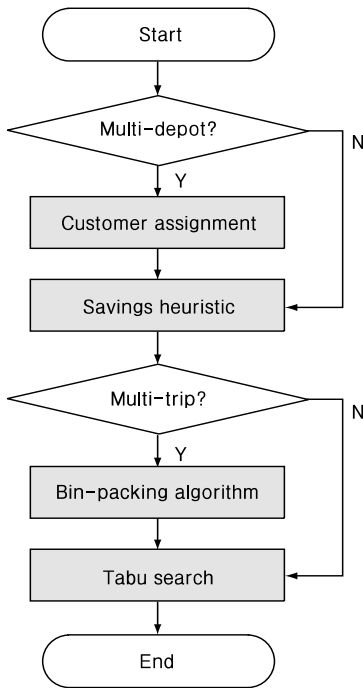 Start
Multi-depot?
N
Y
Customer assignment
Savings heuristic
Multi-trip?
N
Y
Bin-packing algorithm
Tabu search
End